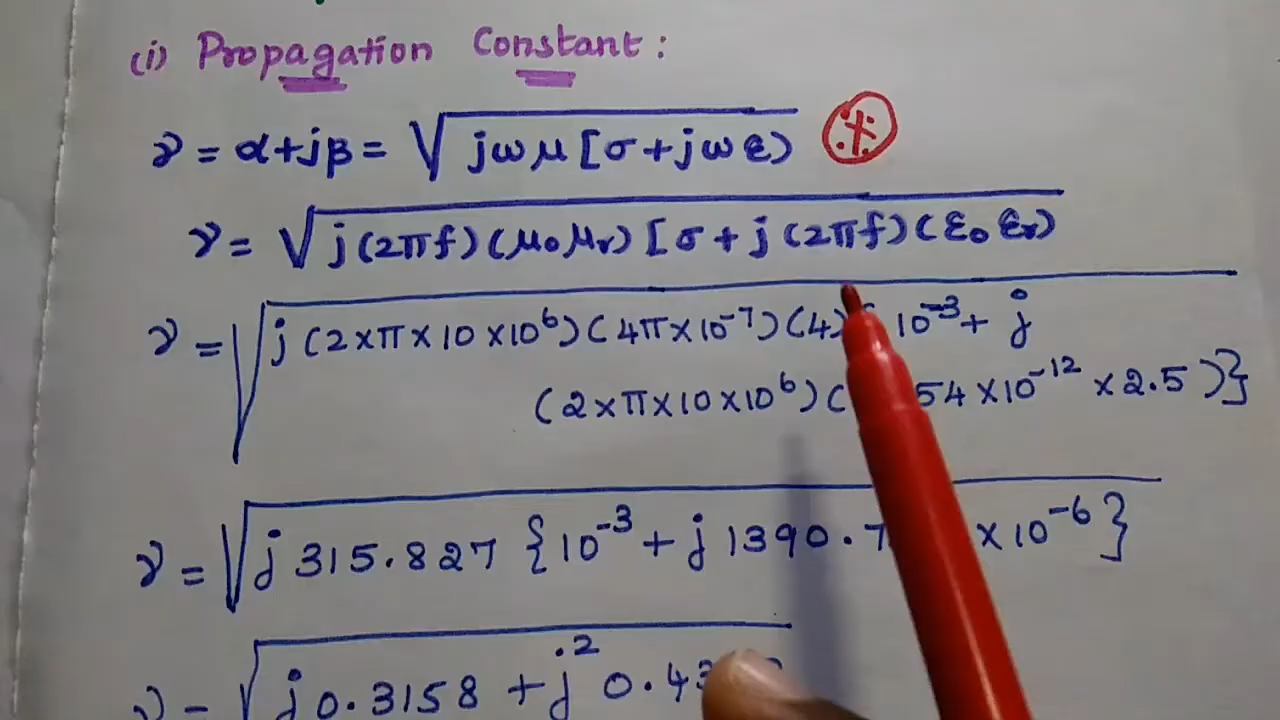 (i) Propagation Constant :
γ = α+jβ = √jωμ[σ+jωε)
γ = √j(2πf)(μ₀μᵣ)[σ+j(2πf)(ε₀εᵣ)
γ = √j(2×π×10×10⁶)(4π×10⁻⁷)(4) 10⁻³+ j
(2×π×10×10⁶)( 54×10⁻¹²×2.5)}
γ = √j 315.827 {10⁻³+j 1390.7 ×10⁻⁶}
γ = √j 0.3158 + j² 0.43